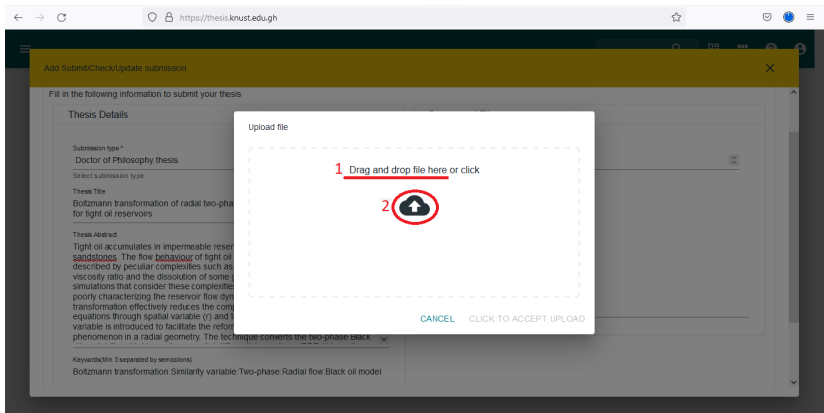 https://thesis.knust.edu.gh
Add Submit/Check/Update submission
Fill in the following information to submit your thesis
Thesis Details
Submission type *
Doctor of Philosophy thesis
Select submission type
Thesis Title
Boltzmann transformation of radial two-pha
for tight oil reservoirs
Thesis Abstract
Tight oil accumulates in impermeable reser
sandstones. The flow behaviour of tight oil
described by peculiar complexities such as
viscosity ratio and the dissolution of some g
simulations that consider these complexities
poorly characterizing the reservoir flow dyn
transformation effectively reduces the comp
equations through spatial variable (r) and t
variable is introduced to facilitate the reform
phenomenon in a radial geometry. The technique converts the two-phase Black
Keywords(Min 3 separated by semicolons)
Boltzmann transformation:Similarity variable:Two-phase:Radial flow Black oil model
Upload file
1 Drag and drop file here or click
2
CANCEL CLICK TO ACCEPT UPLOAD